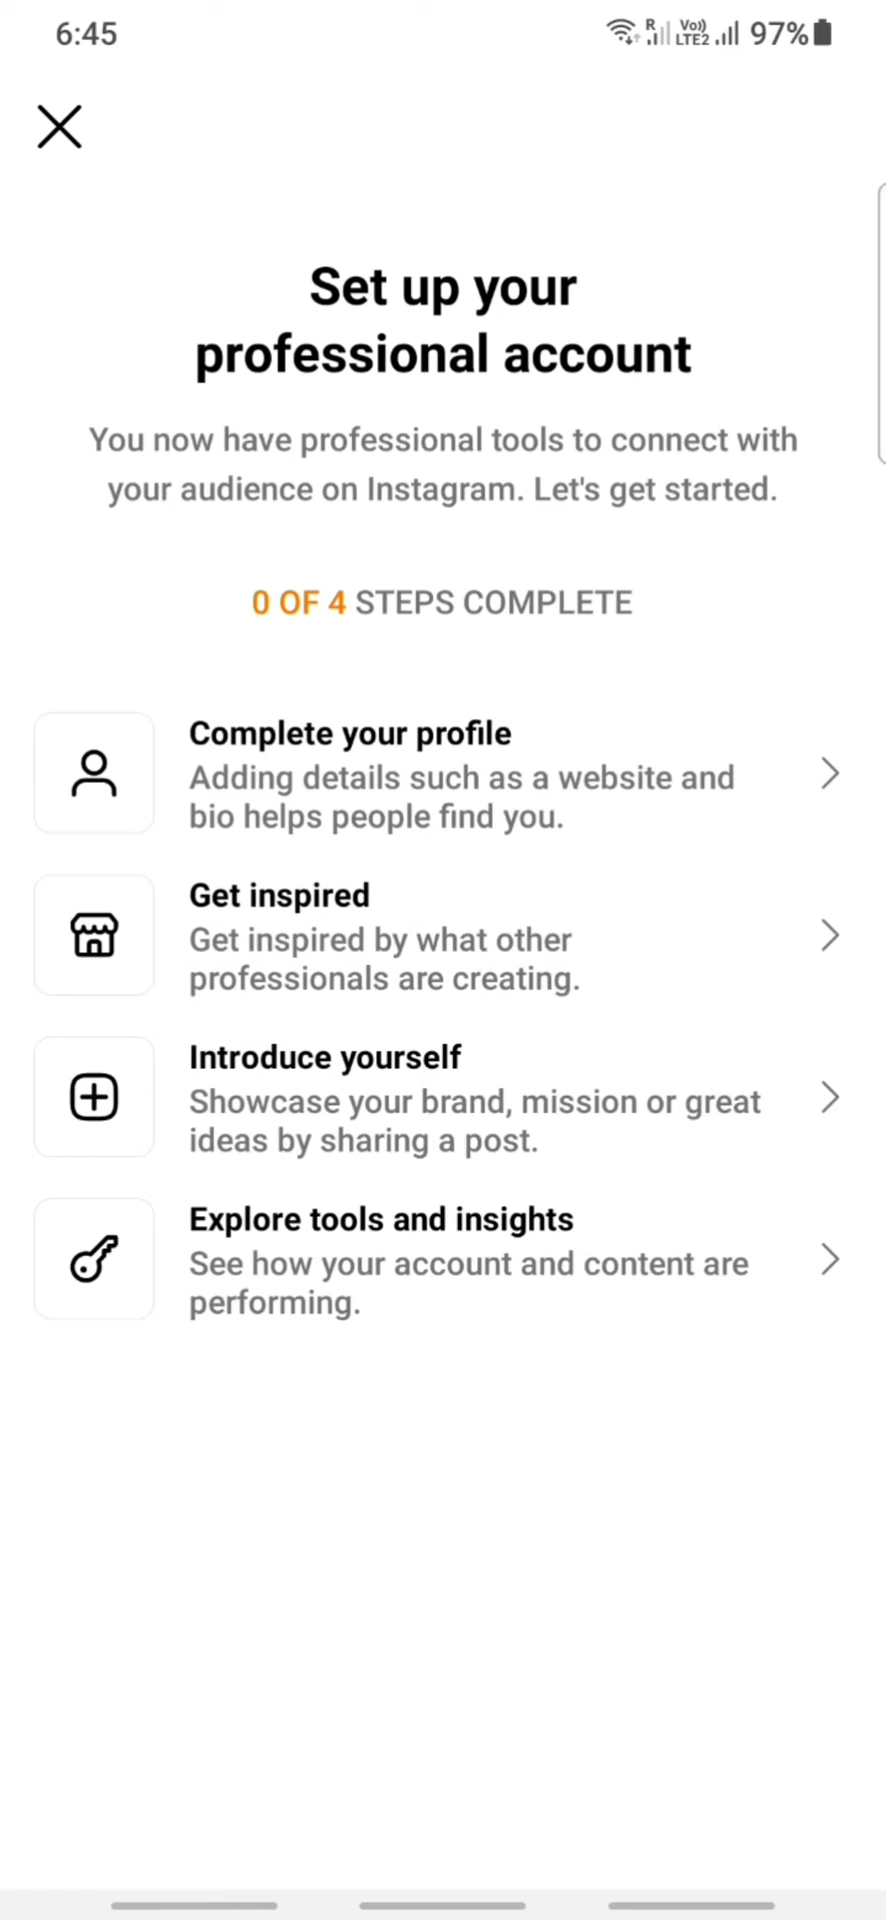 6:45
R Vo)) LTE2 97%
Set up your
professional account
You now have professional tools to connect with
your audience on Instagram. Let's get started.
0 OF 4 STEPS COMPLETE
Complete your profile
Adding details such as a website and
bio helps people find you.
Get inspired
Get inspired by what other
professionals are creating.
Introduce yourself
Showcase your brand, mission or great
ideas by sharing a post.
Explore tools and insights
See how your account and content are
performing.